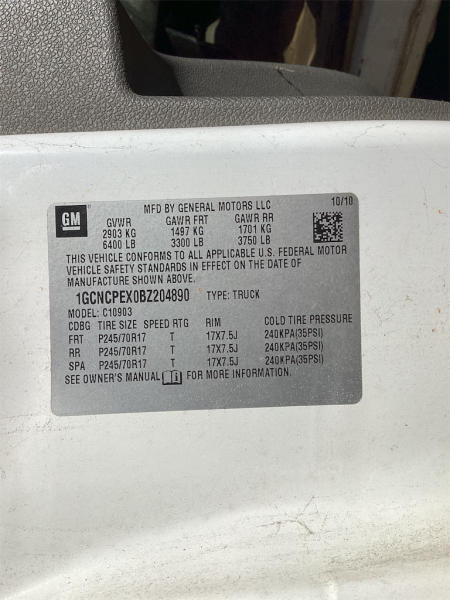 GM
MFD BY GENERAL MOTORS LLC 10/10
GVWR GAWR FRT GAWR RR
2903 KG 1497 KG 1701 KG
6400 LB 3300 LB 3750 LB
THIS VEHICLE CONFORMS TO ALL APPLICABLE U.S. FEDERAL MOTOR
VEHICLE SAFETY STANDARDS IN EFFECT ON THE DATE OF
MANUFACTURE SHOWN ABOVE.
1GCNCPEX0BZ204890 TYPE: TRUCK
MODEL: C10903
CDBG TIRE SIZE SPEED RTG RIM COLD TIRE PRESSURE
FRT P245/70R17 T 17X7.5J 240KPA(35PSI)
RR P245/70R17 T 17X7.5J 240KPA(35PSI)
SPA P245/70R17 T 17X7.5J 240KPA(35PSI)
SEE OWNER'S MANUAL FOR MORE INFORMATION.